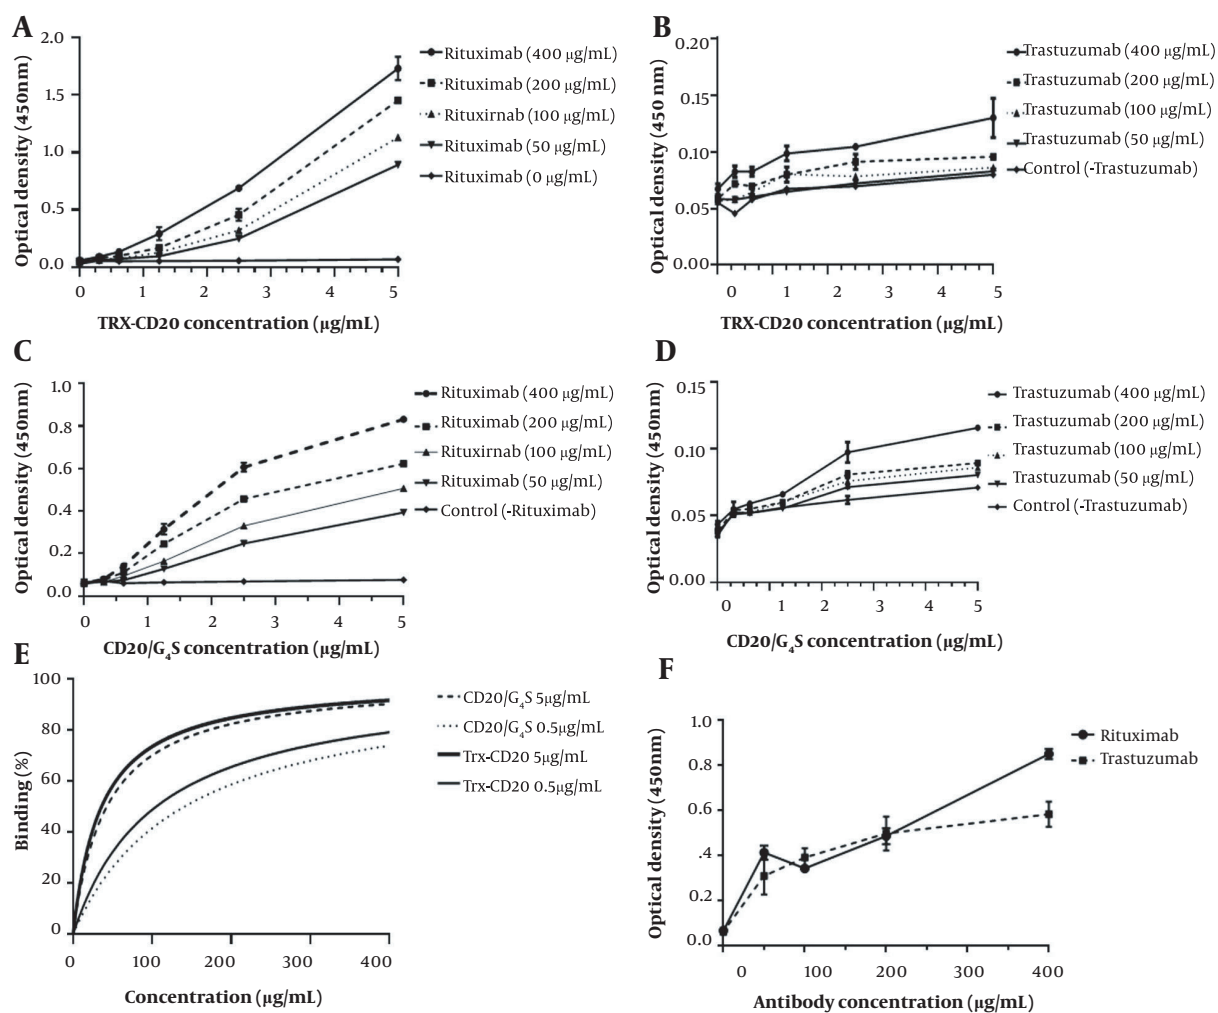 A
Optical density (450nm)
2.0
1.5
1.0
0.5
0.0
0 1 2 3 4 5
TRX-CD20 concentration (μg/mL)
Rituximab (400 μg/mL)
Rituximab (200 μg/mL)
Rituxirnab (100 μg/mL)
Rituximab (50 μg/mL)
Rituximab (0 μg/mL)
B
Optical density (450 nm)
0.20
0.15
0.10
0.05
0.00
0 1 2 3 4 5
TRX-CD20 concentration (μg/mL)
Trastuzumab (400 μg/mL)
Trastuzumab (200 μg/mL)
Trastuzumab (100 μg/mL)
Trastuzumab (50 μg/mL)
Control (-Trastuzumab)
C
Optical density (450nm)
1.0
0.8
0.6
0.4
0.2
0.0
0 1 2 3 4 5
CD20/G4S concentration (μg/mL)
Rituximab (400 μg/mL)
Rituximab (200 μg/mL)
Rituxirnab (100 μg/mL)
Rituximab (50 μg/mL)
Control (-Rituximab)
D
Optical density (450nm)
0.15
0.10
0.05
0.00
0 1 2 3 4 5
CD20/G4S concentration (μg/mL)
Trastuzumab (400 μg/mL)
Trastuzumab (200 μg/mL)
Trastuzumab (100 μg/mL)
Trastuzumab (50 μg/mL)
Control (-Trastuzumab)
E
Binding (%)
100
80
60
40
20
0
0 100 200 300 400
Concentration (μg/mL)
CD20/G4S 5μg/mL
CD20/G4S 0.5μg/mL
Trx-CD20 5μg/mL
Trx-CD20 0.5μg/mL
F
Optical density (450nm)
1.0
0.8
0.6
.4
0.2
0.0
0 100 200 300 400
Antibody concentration (μg/mL)
Rituximab
Trastuzumab